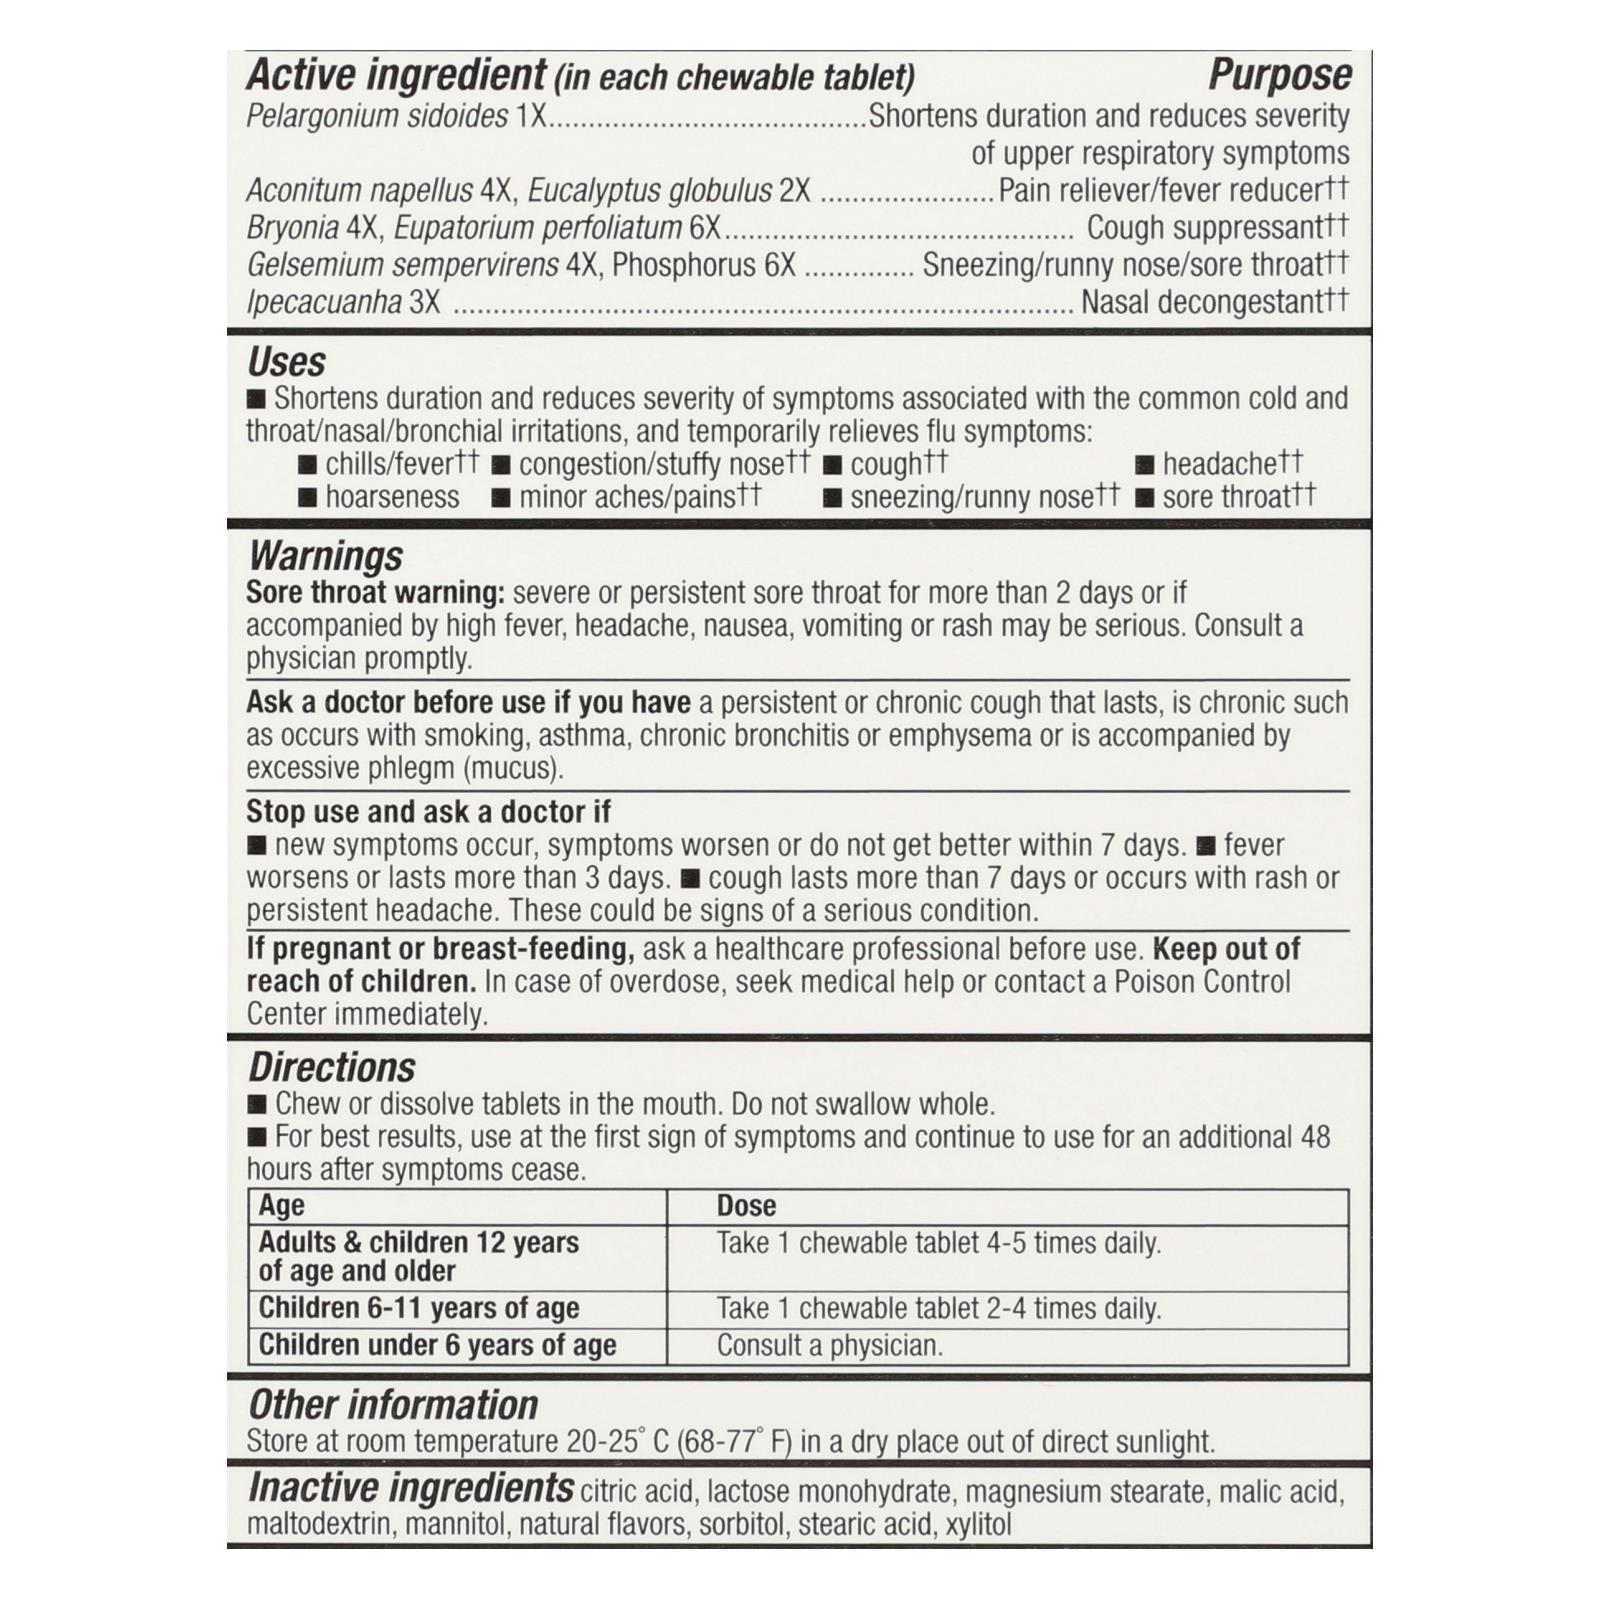 Active ingredient (in each chewable tablet) Purpose
Pelargonium sidoides 1X........................................Shortens duration and reduces severity
of upper respiratory symptoms
Aconitum napellus 4X, Eucalyptus globulus 2X ......................Pain reliever/fever reducer††
Bryonia 4X, Eupatorium perfoliatum 6X............................................. Cough suppressant††
Gelsemium sempervirens 4X, Phosphorus 6X .............. Sneezing/runny nose/sore throat††
Ipecacuanha 3X ............................................................................... Nasal decongestant††
Uses
■ Shortens duration and reduces severity of symptoms associated with the common cold and
throat/nasal/bronchial irritations, and temporarily relieves flu symptoms:
■ chills/fever†† ■ congestion/stuffy nose†† ■ cough†† ■ headache††
■ hoarseness ■ minor aches/pains†† ■ sneezing/runny nose†† ■ sore throat††
Warnings
Sore throat warning: severe or persistent sore throat for more than 2 days or if
accompanied by high fever, headache, nausea, vomiting or rash may be serious. Consult a
physician promptly.
Ask a doctor before use if you have a persistent or chronic cough that lasts, is chronic such
as occurs with smoking, asthma, chronic bronchitis or emphysema or is accompanied by
excessive phlegm (mucus).
Stop use and ask a doctor if
■ new symptoms occur, symptoms worsen or do not get better within 7 days. ■ fever
worsens or lasts more than 3 days. ■ cough lasts more than 7 days or occurs with rash or
persistent headache. These could be signs of a serious condition.
If pregnant or breast-feeding, ask a healthcare professional before use. Keep out of
reach of children. In case of overdose, seek medical help or contact a Poison Control
Center immediately.
Directions
■ Chew or dissolve tablets in the mouth. Do not swallow whole.
■ For best results, use at the first sign of symptoms and continue to use for an additional 48
hours after symptoms cease.
Age Dose
Adults & children 12 years Take 1 chewable tablet 4-5 times daily.
of age and older
Children 6-11 years of age Take 1 chewable tablet 2-4 times daily.
Children under 6 years of age Consult a physician.
Other information
Store at room temperature 20-25° C (68-77° F) in a dry place out of direct sunlight.
Inactive ingredients citric acid, lactose monohydrate, magnesium stearate, malic acid,
maltodextrin, mannitol, natural flavors, sorbitol, stearic acid, xylitol